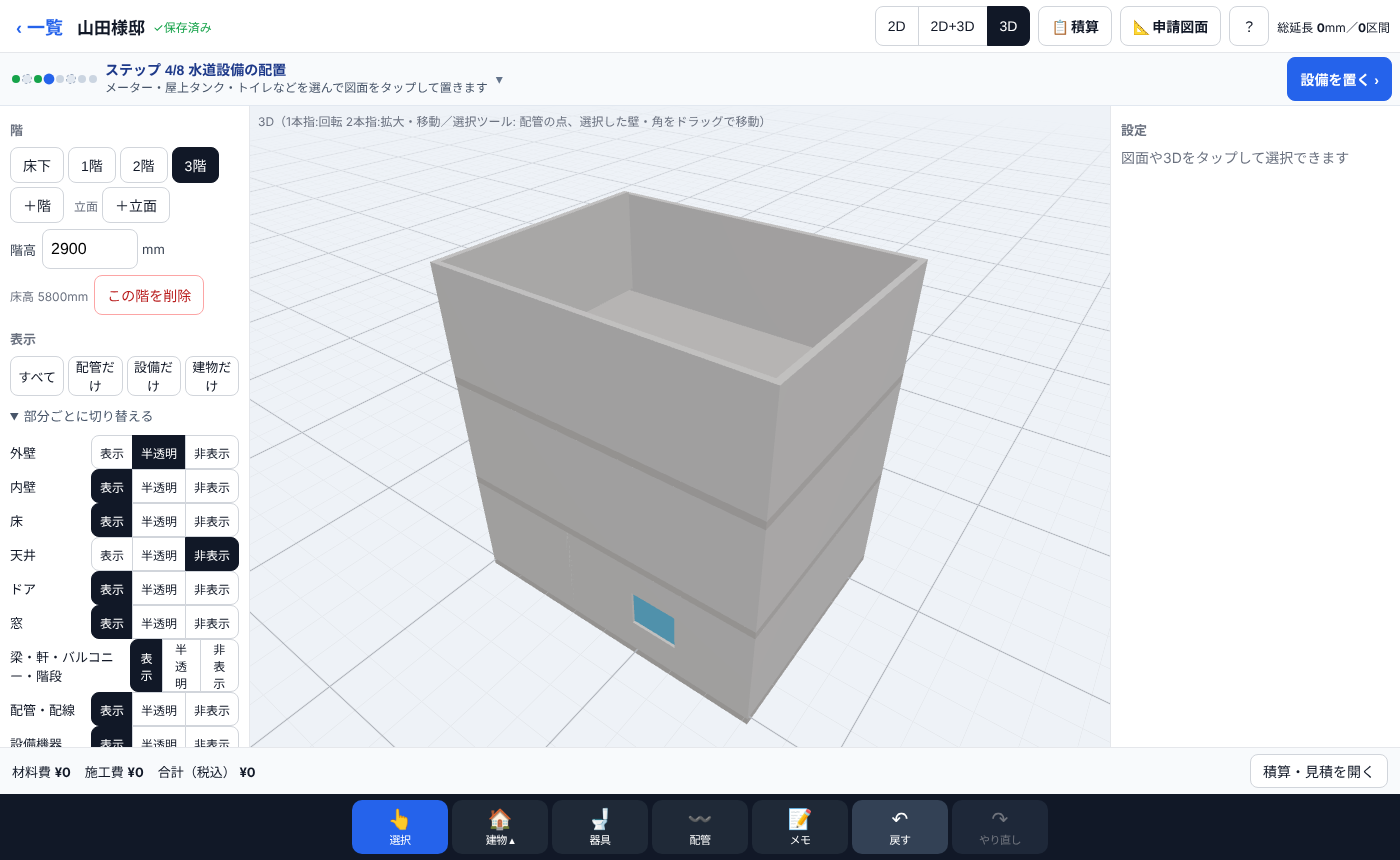 ‹ 一覧 山田様邸 ✓保存済み 2D 2D+3D 3D 📋積算 📐申請図面 ? 総延長 0mm／0区間
ステップ 4/8 水道設備の配置
メーター・屋上タンク・トイレなどを選んで図面をタップして置きます ▼
設備を置く ›
階
床下 1階 2階 3階
＋階 立面 ＋立面
階高 2900 mm
床高 5800mm この階を削除
表示
すべて 配管だけ 設備だけ 建物だけ
▼ 部分ごとに切り替える
外壁 表示 半透明 非表示
内壁 表示 半透明 非表示
床 表示 半透明 非表示
天井 表示 半透明 非表示
ドア 表示 半透明 非表示
窓 表示 半透明 非表示
梁・軒・バルコニー・階段 表示 半透明 非表示
配管・配線 表示 半透明 非表示
設備機器 表示 半透明 非表示
3D（1本指:回転 2本指:拡大・移動／選択ツール: 配管の点、選択した壁・角をドラッグで移動）
設定
図面や3Dをタップして選択できます
材料費 ¥0 施工費 ¥0 合計（税込） ¥0 積算・見積を開く
選択 建物▲ 器具 配管 メモ 戻す やり直し